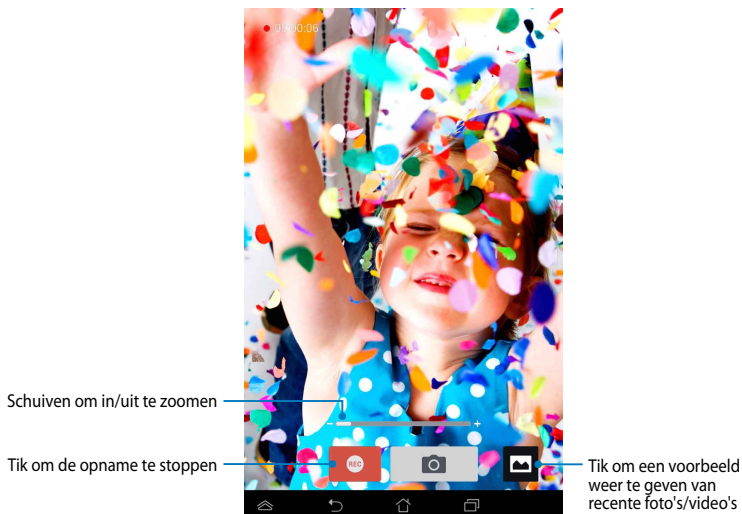 00:00:06
Schuiven om in/uit te zoomen
Tik om de opname te stoppen
REC
Tik om een voorbeeld
weer te geven van
recente foto's/video's